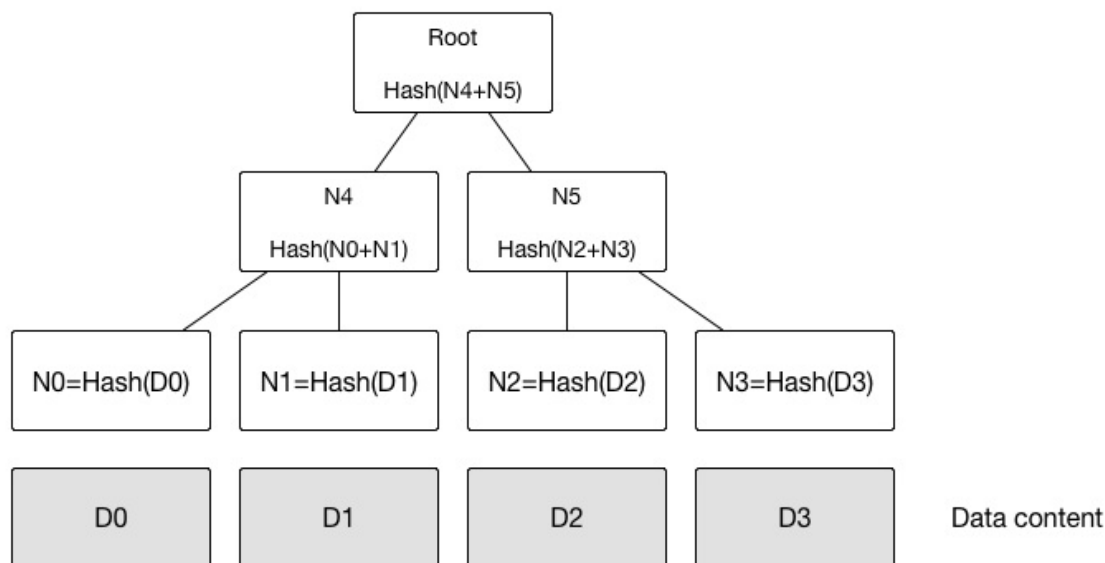 Root
Hash(N4+N5)
N4
Hash(N0+N1)
N5
Hash(N2+N3)
N0=Hash(D0)
N1=Hash(D1)
N2=Hash(D2)
N3=Hash(D3)
D0
D1
D2
D3
Data content